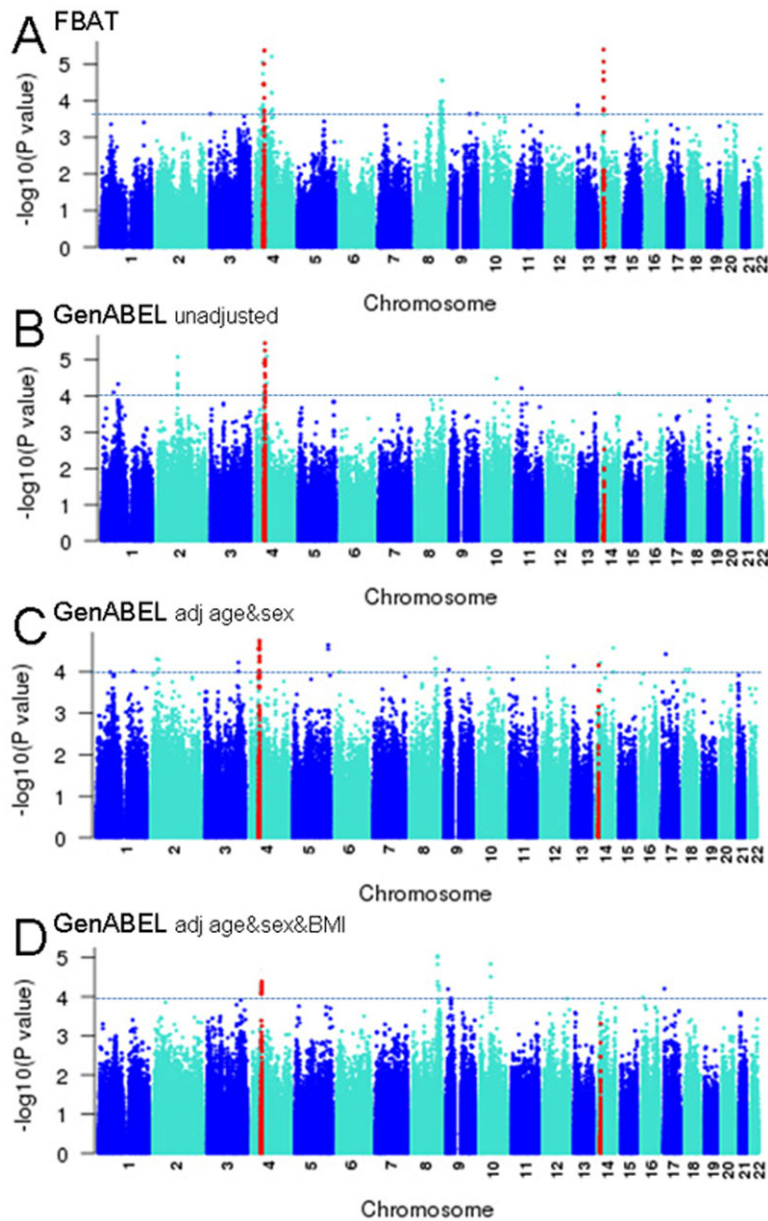 A FBAT
-log10(P value)
5
4
3
2
1
0
1 2 3 4 5 6 7 8 9 10 11 12 13 14 15 16 17 18 19 20 21 22
Chromosome
B GenABEL unadjusted
-log10(P value)
5
4
3
2
1
0
1 2 3 4 5 6 7 8 9 10 11 12 13 14 15 16 17 18 19 20 21 22
Chromosome
C GenABEL adj age&sex
-log10(P value)
4
3
2
1
0
1 2 3 4 5 6 7 8 9 10 11 12 13 14 15 16 17 18 19 20 21 22
Chromosome
D GenABEL adj age&sex&BMI
-log10(P value)
5
4
3
2
1
0
1 2 3 4 5 6 7 8 9 10 11 12 13 14 15 16 17 18 19 20 21 22
Chromosome